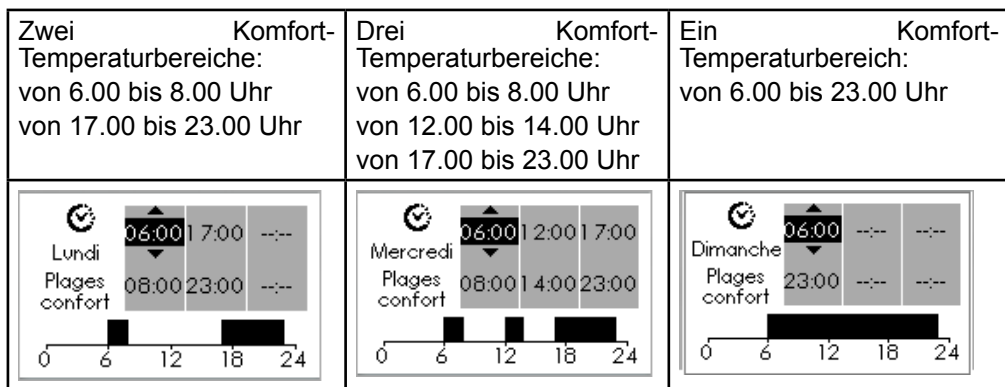 Zwei Komfort-
Temperaturbereiche:
von 6.00 bis 8.00 Uhr
von 17.00 bis 23.00 Uhr
Drei Komfort-
Temperaturbereiche:
von 6.00 bis 8.00 Uhr
von 12.00 bis 14.00 Uhr
von 17.00 bis 23.00 Uhr
Ein Komfort-
Temperaturbereich:
von 6.00 bis 23.00 Uhr
06:00 17:00 --:--
Lundi
Plages
confort
08:00 23:00 --:--
0 6 12 18 24
06:00 12:00 17:00
Mercredi
Plages
confort
08:00 14:00 23:00
0 6 12 18 24
06:00 --:-- --:--
Dimanche
Plages
confort
23:00 --:-- --:--
0 6 12 18 24